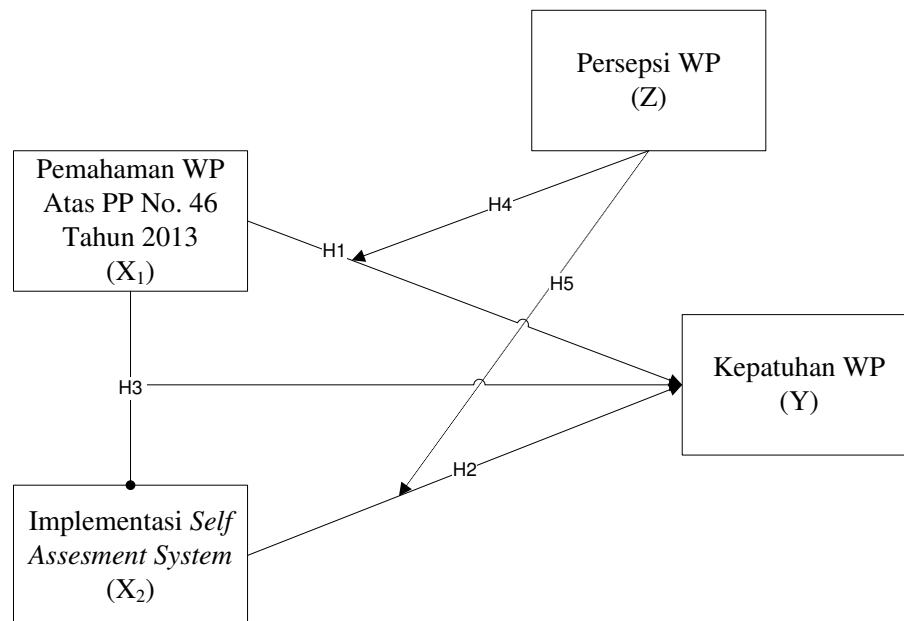 Persepsi WP
(Z)
Pemahaman WP
Atas PP No. 46
Tahun 2013
(X₁)
H4
H1
H5
Kepatuhan WP
(Y)
H3
H2
Implementasi Self
Assesment System
(X₂)